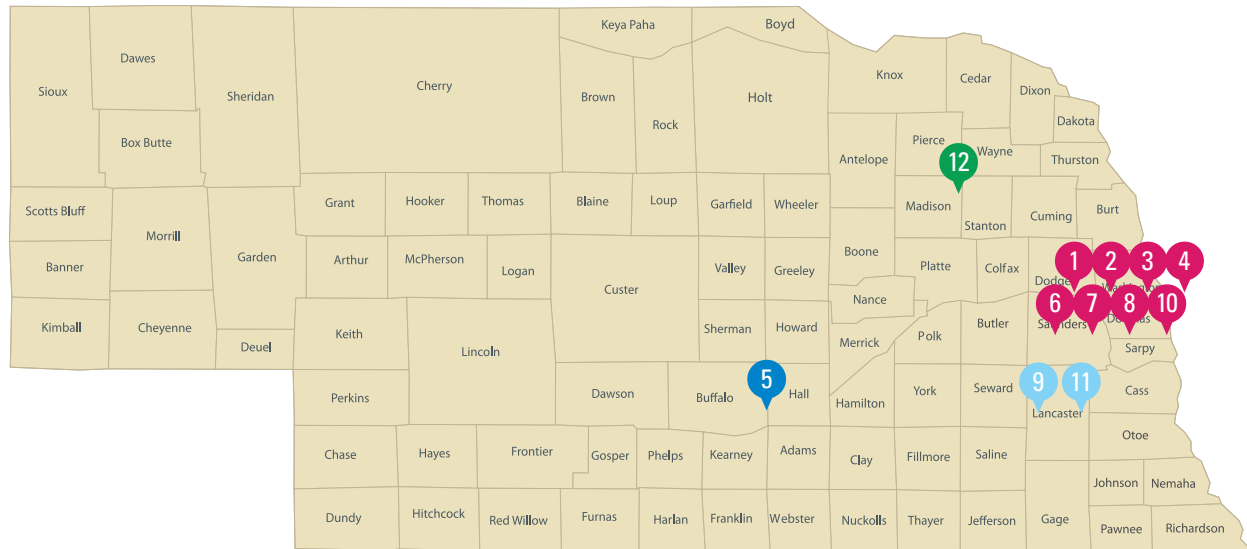 Keya Paha
Boyd
Dawes
Sioux
Sheridan
Cherry
Brown
Rock
Holt
Knox
Cedar
Dixon
Dakota
Box Butte
Antelope
Pierce
Wayne
Thurston
12
Scotts Bluff
Morrill
Garden
Grant
Hooker
Thomas
Blaine
Loup
Garfield
Wheeler
Boone
Madison
Stanton
Cuming
Burt
Banner
Arthur
McPherson
Logan
Custer
Valley
Greeley
Platte
Colfax
Dodge
Washington
1
2
3
4
Kimball
Cheyenne
Deuel
Keith
Lincoln
Sherman
Howard
Nance
Merrick
Polk
Butler
Saunders
Douglas
Sarpy
6
7
8
10
Perkins
Dawson
Buffalo
5
Hall
Hamilton
York
Seward
9
11
Lancaster
Cass
Otoe
Chase
Hayes
Frontier
Gosper
Phelps
Kearney
Adams
Clay
Fillmore
Saline
Johnson
Nemaha
Dundy
Hitchcock
Red Willow
Furnas
Harlan
Franklin
Webster
Nuckolls
Thayer
Jefferson
Gage
Pawnee
Richardson